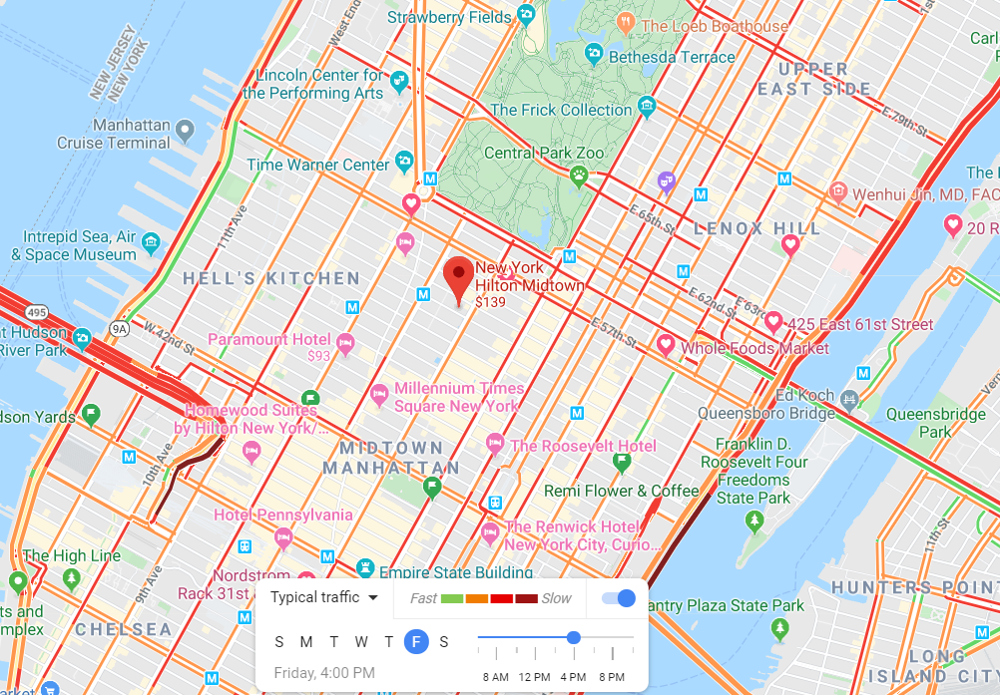 Strawberry Fields
The Loeb Boathouse
West End
NEW JERSEY
NEW YORK
Bethesda Terrace
Carl
UPPER
EAST SIDE
Lincoln Center for
the Performing Arts
The Frick Collection
E.79th St
Manhattan
Cruise Terminal
Time Warner Center
M
Central Park Zoo
M
M
The
Wenhui Jin, MD, FAC
11th Ave
E.65th St
LENOX HILL
20 R
Intrepid Sea, Air
& Space Museum
M
New York
Hilton Midtown
$139
M
HELL'S KITCHEN
M
M
E.62nd St
E.63rd
495
9A
W.42nd St
E.57th St
425 East 61st Street
t Hudson
River Park
Paramount Hotel
$93
Whole Foods Market
M
Millennium Times
Square New York
Ed Koch
Queensboro Bridge
Homewood Suites
by Hilton New York/...
dson Yards
M
Queensbridge
Park
MIDTOWN
MANHATTAN
The Roosevelt Hotel
Franklin D.
Roosevelt Four
Freedoms
State Park
M
10th Ave
Remi Flower & Coffee
Hotel Pennsylvania
The Renwick Hotel
New York City, Curio...
11th St
M
The High Line
Nordstrom
Rack 31st
Empire State Building
9th Ave
HUNTERS POIN
ts and
mplex
M
antry Plaza State Park
CHELSEA
M
LONG
ISLAND CIT
M
arket
Typical traffic
Fast
Slow
S M T W T F S
8 AM 12 PM 4 PM 8 PM
Friday, 4:00 PM